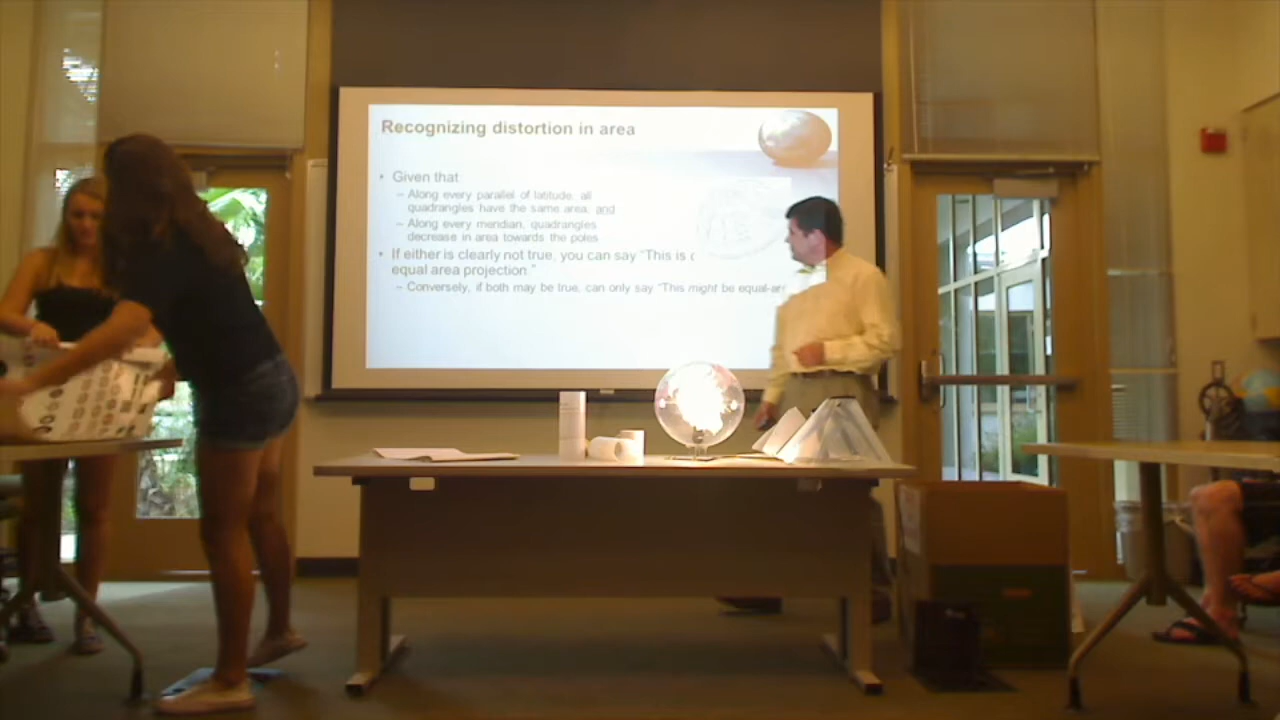 Recognizing distortion in area
• Given that
– Along every parallel of latitude, all
quadrangles have the same area, and
– Along every meridian, quadrangles
decrease in area towards the poles
• If either is clearly not true, you can say “This is
equal area projection.”
– Conversely, if both may be true, can only say “This might be equal-ar